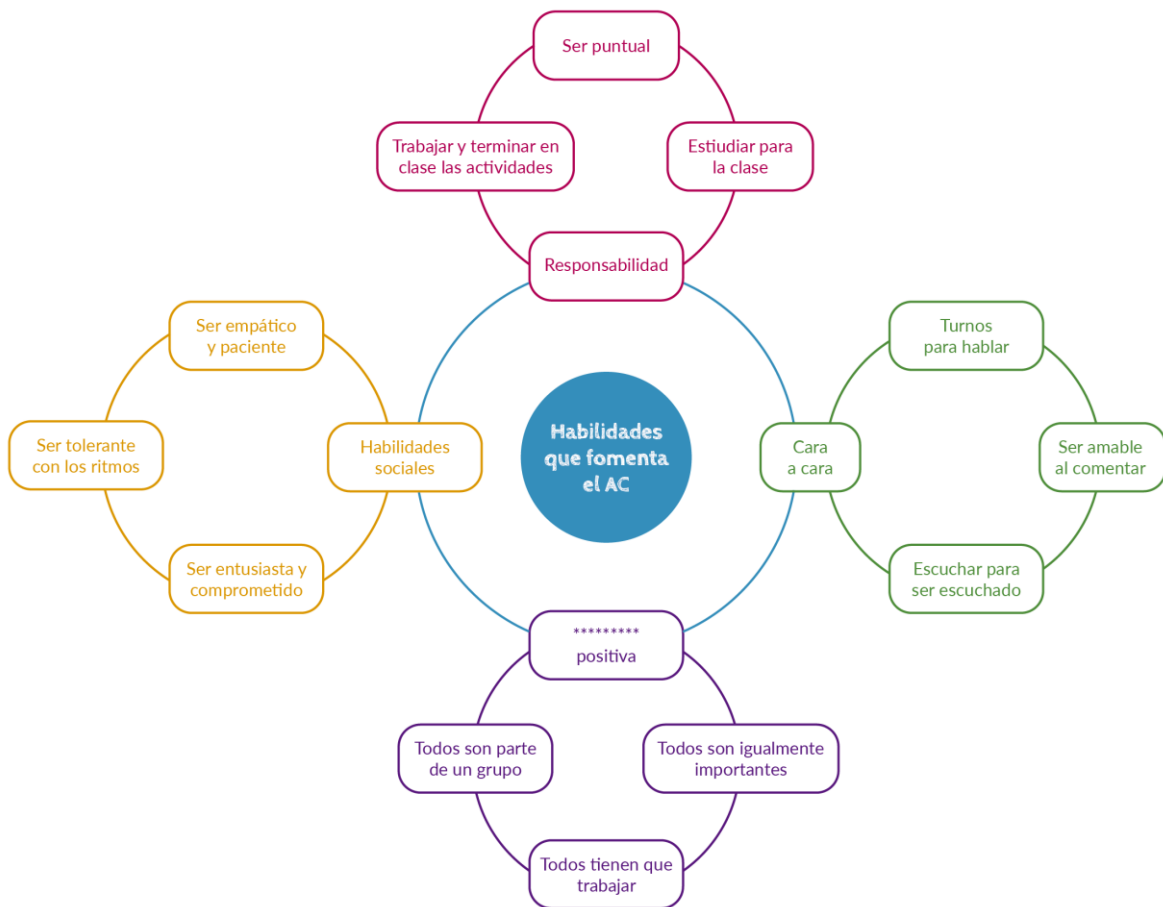 Ser puntual
Trabajar y terminar en
clase las actividades
Estiudiar para
la clase
Responsabilidad
Ser empático
y paciente
Ser tolerante
con los ritmos
Habilidades
sociales
Ser entusiasta y
comprometido
Habilidades
que fomenta
el AC
Turnos
para hablar
Cara
a cara
Ser amable
al comentar
Escuchar para
ser escuchado
*********
positiva
Todos son parte
de un grupo
Todos son igualmente
importantes
Todos tienen que
trabajar